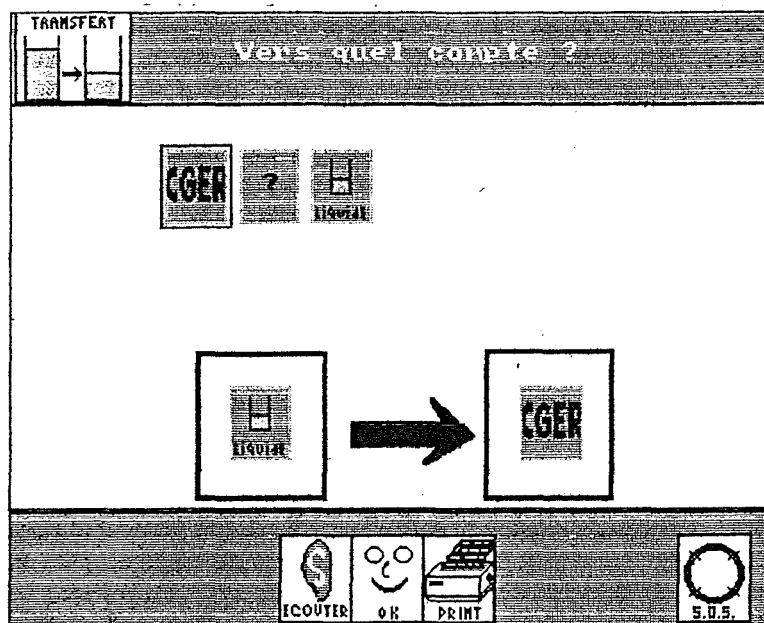 TRANSFERT
Vers quel compte ?
CGER
?
LIQUIDE
LIQUIDE
CGER
ECOUTER
OK
PRINT
S.O.S.